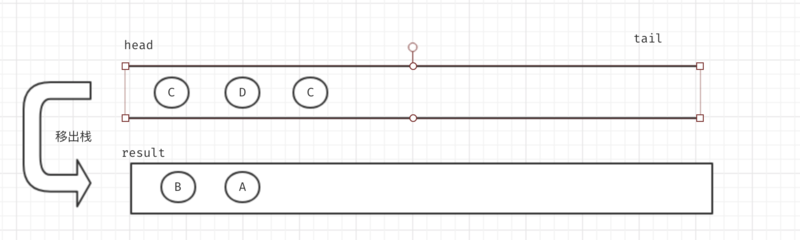 head
tail
C D C
移出栈
result
B A